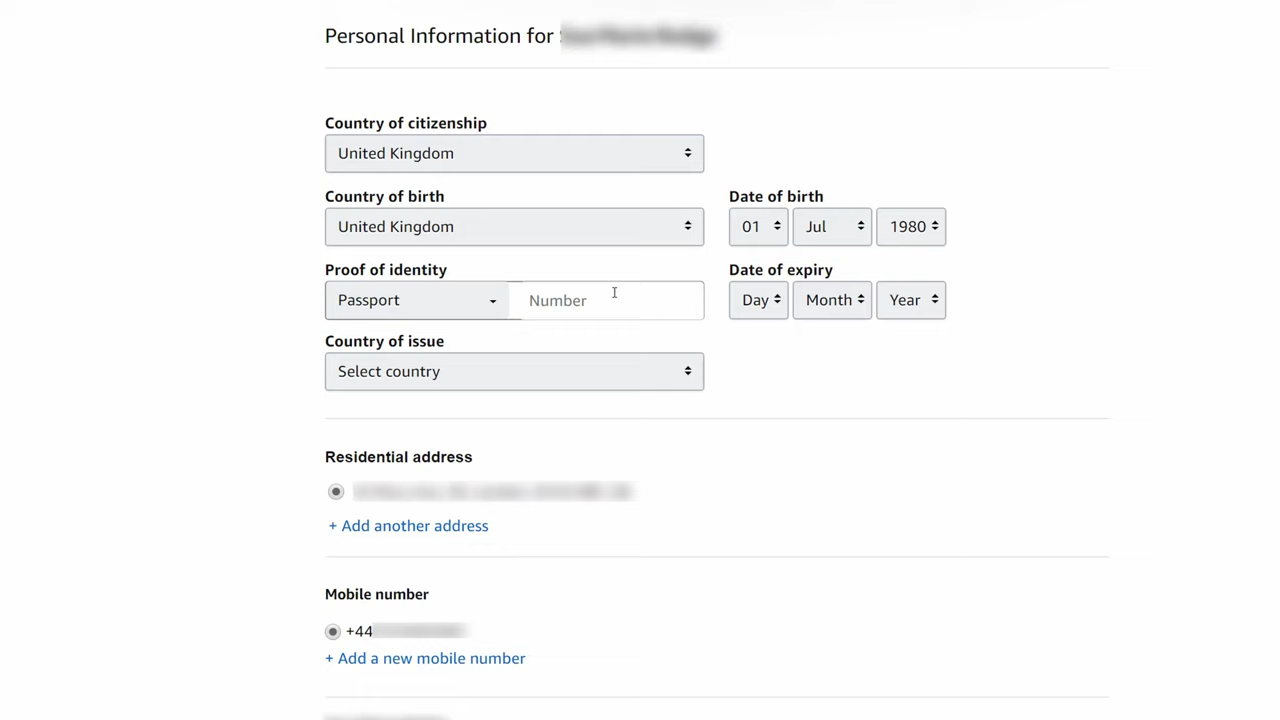 Personal Information for
Country of citizenship
United Kingdom
Country of birth
Date of birth
United Kingdom
01
Jul
1980
Proof of identity
Date of expiry
Passport
Number
Day
Month
Year
Country of issue
Select country
Residential address
+ Add another address
Mobile number
+44
+ Add a new mobile number